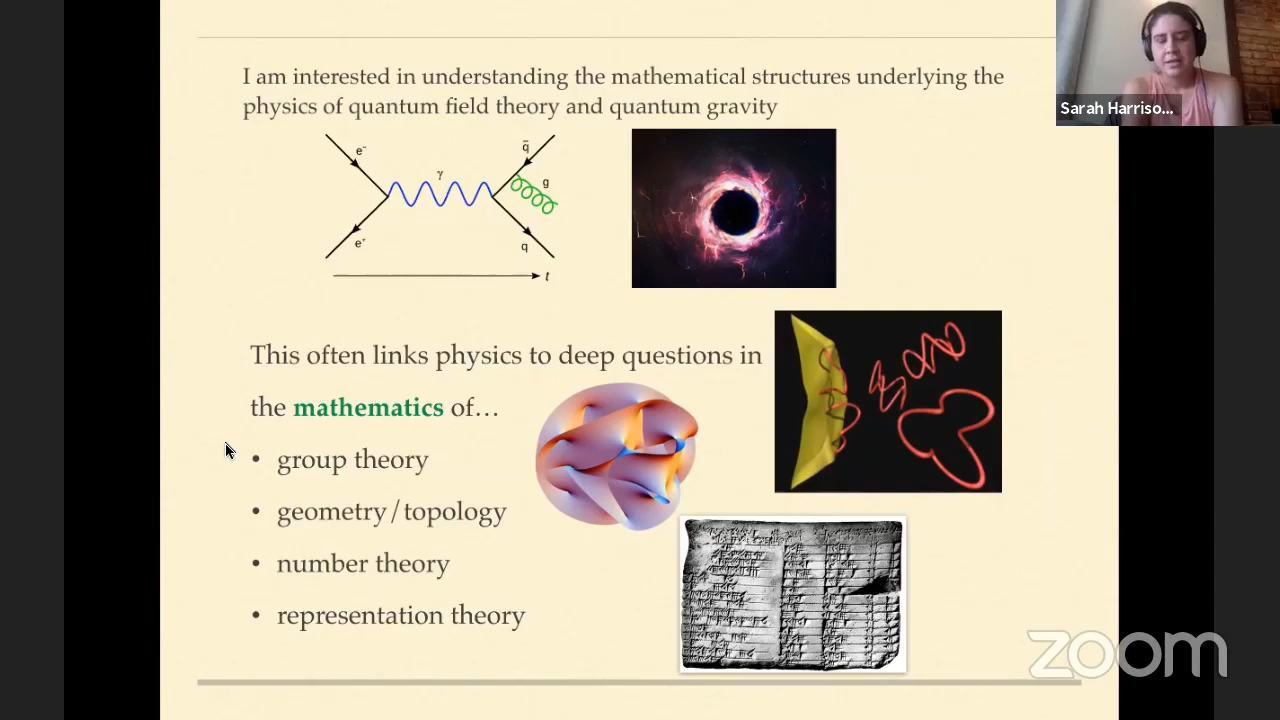 I am interested in understanding the mathematical structures underlying the
physics of quantum field theory and quantum gravity
Sarah Harriso...
e⁻
γ
q̄
g
e⁺
q
t
This often links physics to deep questions in
the mathematics of…
• group theory
• geometry/topology
• number theory
• representation theory
zoom